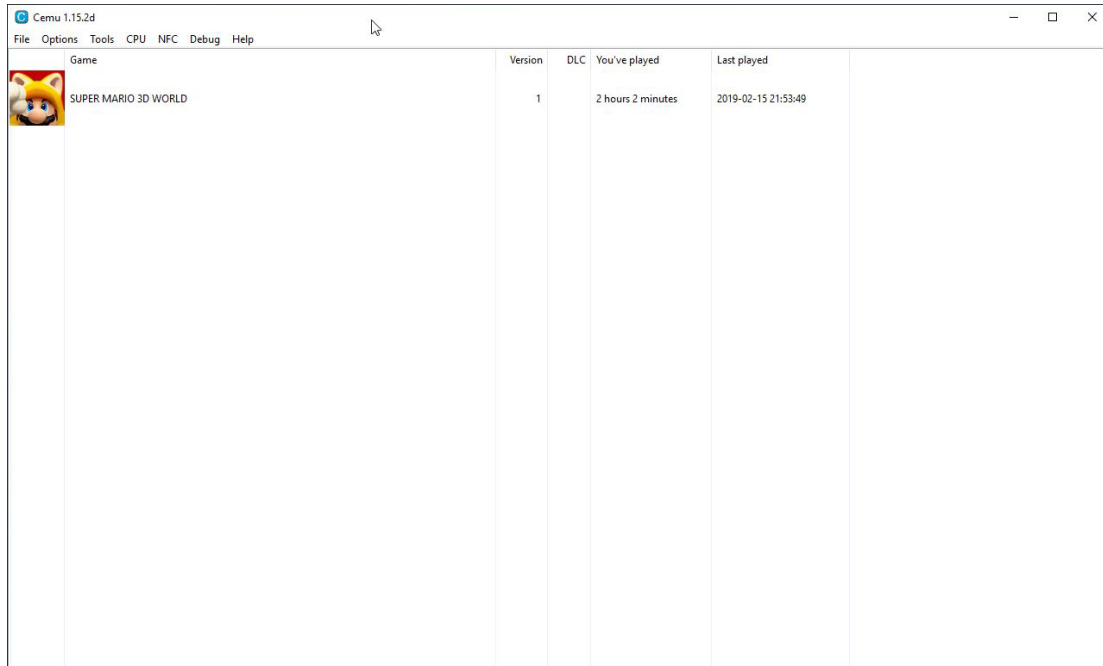 Cemu 1.15.2d
File Options Tools CPU NFC Debug Help
Game Version DLC You've played Last played
SUPER MARIO 3D WORLD 1 2 hours 2 minutes 2019-02-15 21:53:49